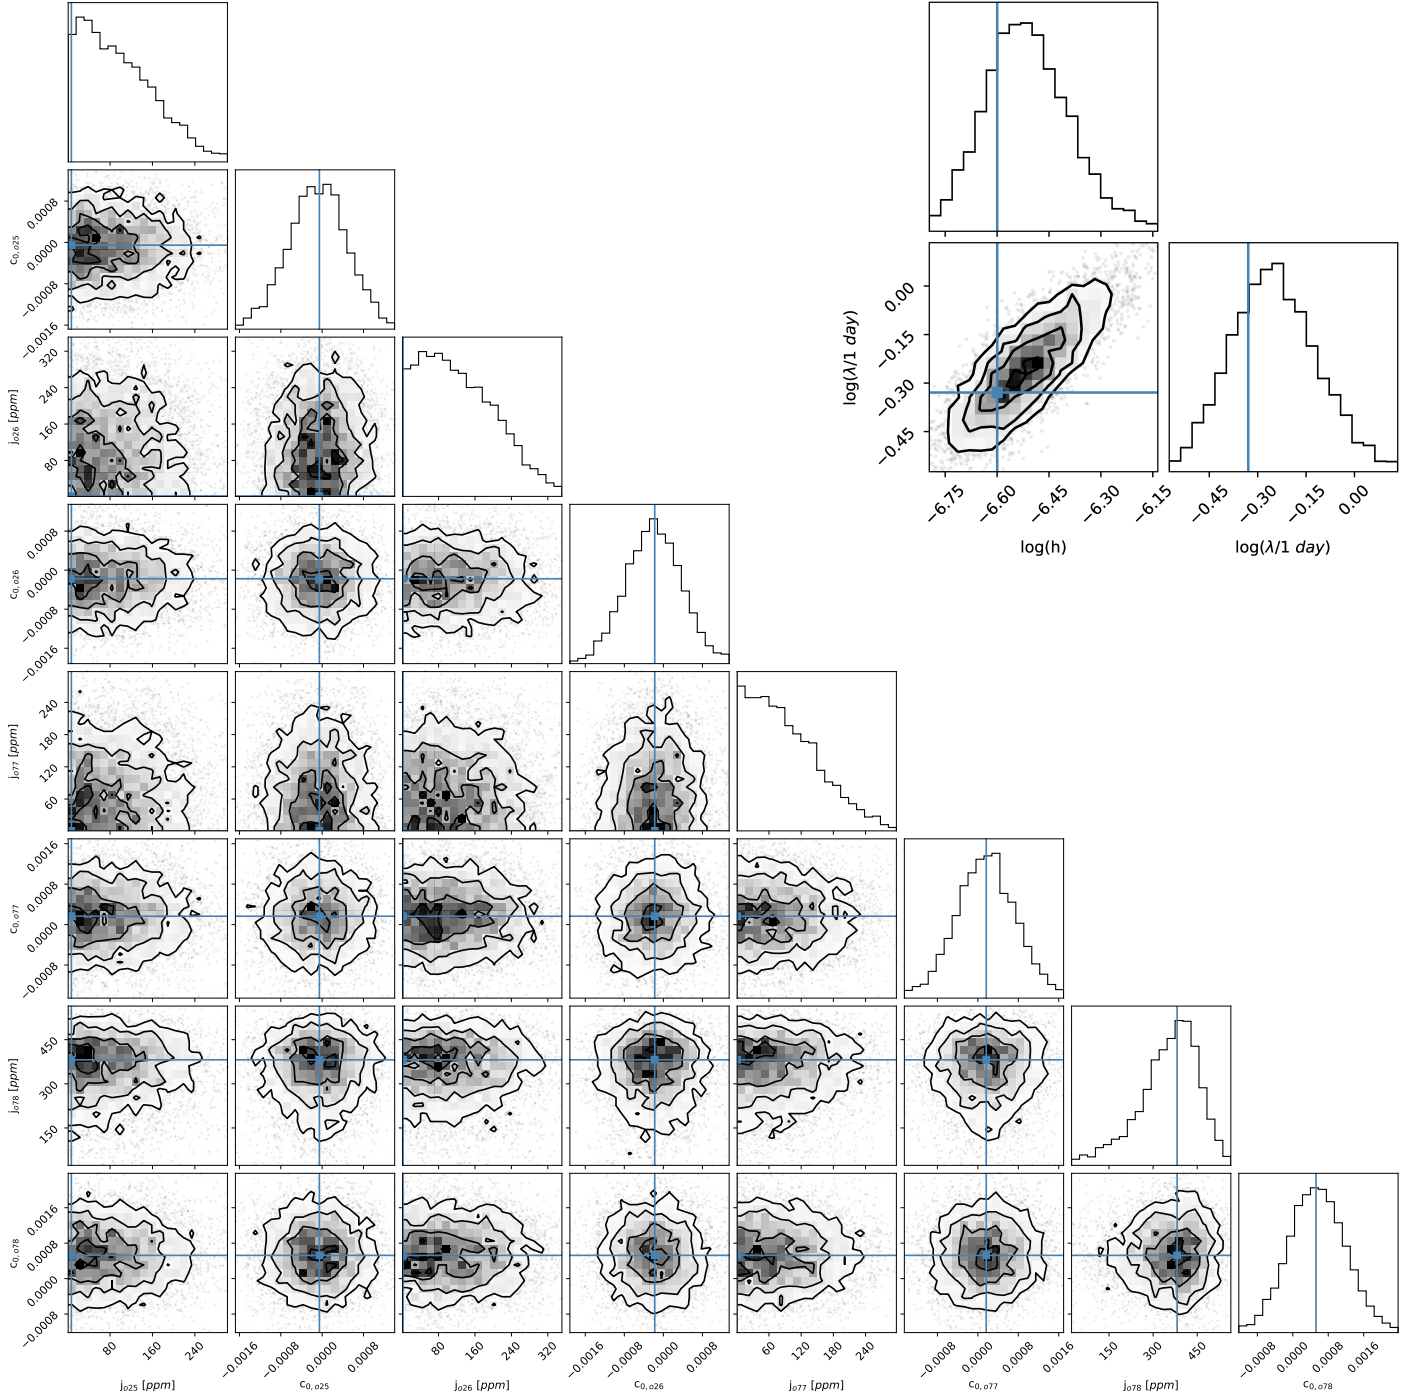 c0,o25
0.0008
0.0000
−0.0008
−0.0016
jo26 [ppm]
320
240
160
80
c0,o26
0.0008
0.0000
−0.0008
−0.0016
jo77 [ppm]
240
180
120
60
c0,o77
0.0016
0.0008
0.0000
−0.0008
jo78 [ppm]
450
300
150
c0,o78
0.0016
0.0008
0.0000
−0.0008
80 160 240
−0.0016 −0.0008 0.0000 0.0008
80 160 240 320
−0.0016 −0.0008 0.0000 0.0008
60 120 180 240
−0.0008 0.0000 0.0008 0.0016
150 300 450
−0.0008 0.0000 0.0008 0.0016
jo25 [ppm]
c0,o25
jo26 [ppm]
c0,o26
jo77 [ppm]
c0,o77
jo78 [ppm]
c0,o78
log(λ/1 day)
0.00
−0.15
−0.30
−0.45
−6.75 −6.60 −6.45 −6.30 −6.15
−0.45 −0.30 −0.15 0.00
log(h)
log(λ/1 day)